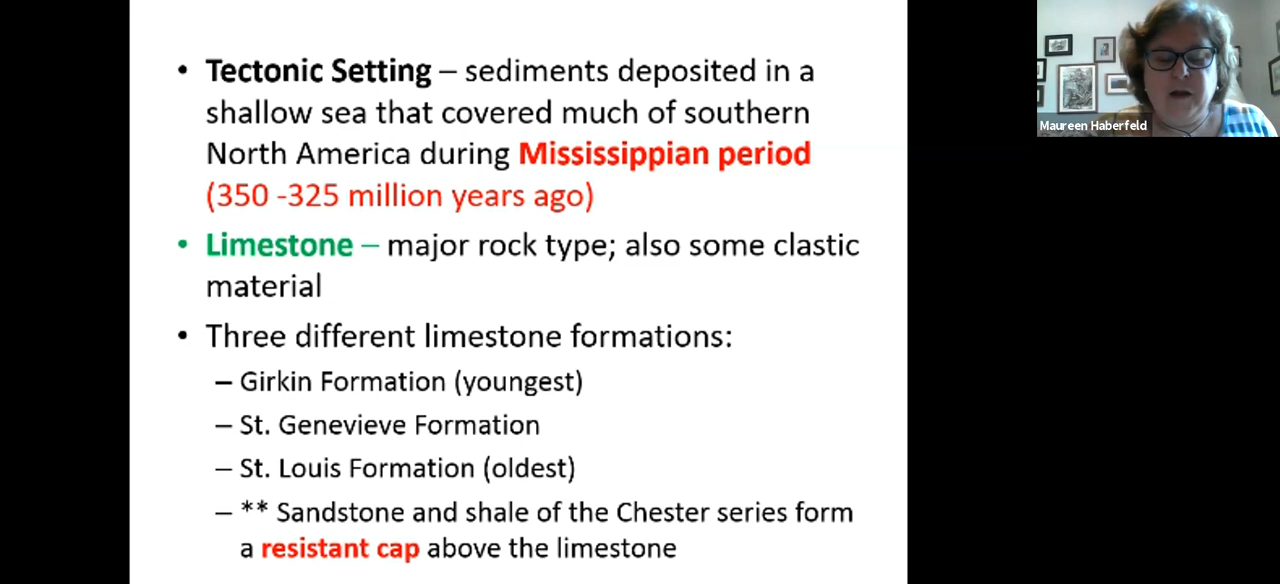 • Tectonic Setting – sediments deposited in a
shallow sea that covered much of southern
North America during Mississippian period
(350 -325 million years ago)
• Limestone – major rock type; also some clastic
material
• Three different limestone formations:
– Girkin Formation (youngest)
– St. Genevieve Formation
– St. Louis Formation (oldest)
– ** Sandstone and shale of the Chester series form
a resistant cap above the limestone
Maureen Haberfeld